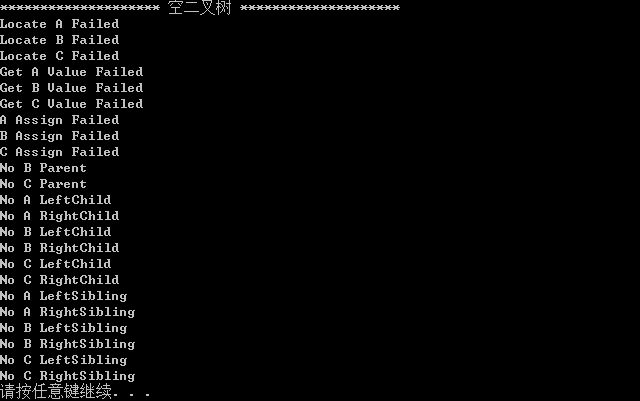 ******************** 空二叉树 ********************
Locate A Failed
Locate B Failed
Locate C Failed
Get A Value Failed
Get B Value Failed
Get C Value Failed
A Assign Failed
B Assign Failed
C Assign Failed
No B Parent
No C Parent
No A LeftChild
No A RightChild
No B LeftChild
No B RightChild
No C LeftChild
No C RightChild
No A LeftSibling
No A RightSibling
No B LeftSibling
No B RightSibling
No C LeftSibling
No C RightSibling
请按任意键继续. . .